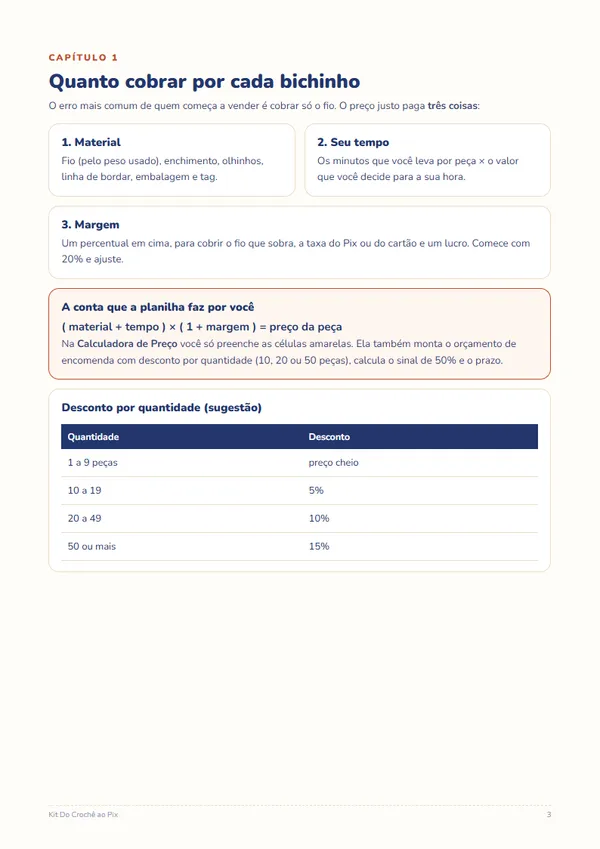 CAPÍTULO 1
Quanto cobrar por cada bichinho
O erro mais comum de quem começa a vender é cobrar só o fio. O preço justo paga três coisas:
1. Material
Fio (pelo peso usado), enchimento, olhinhos,
linha de bordar, embalagem e tag.
2. Seu tempo
Os minutos que você leva por peça × o valor
que você decide para a sua hora.
3. Margem
Um percentual em cima, para cobrir o fio que sobra, a taxa do Pix ou do cartão e um lucro. Comece com
20% e ajuste.
A conta que a planilha faz por você
( material + tempo ) × ( 1 + margem ) = preço da peça
Na Calculadora de Preço você só preenche as células amarelas. Ela também monta o orçamento de
encomenda com desconto por quantidade (10, 20 ou 50 peças), calcula o sinal de 50% e o prazo.
Desconto por quantidade (sugestão)
Quantidade Desconto
1 a 9 peças preço cheio
10 a 19 5%
20 a 49 10%
50 ou mais 15%
Kit Do Crochê ao Pix 3